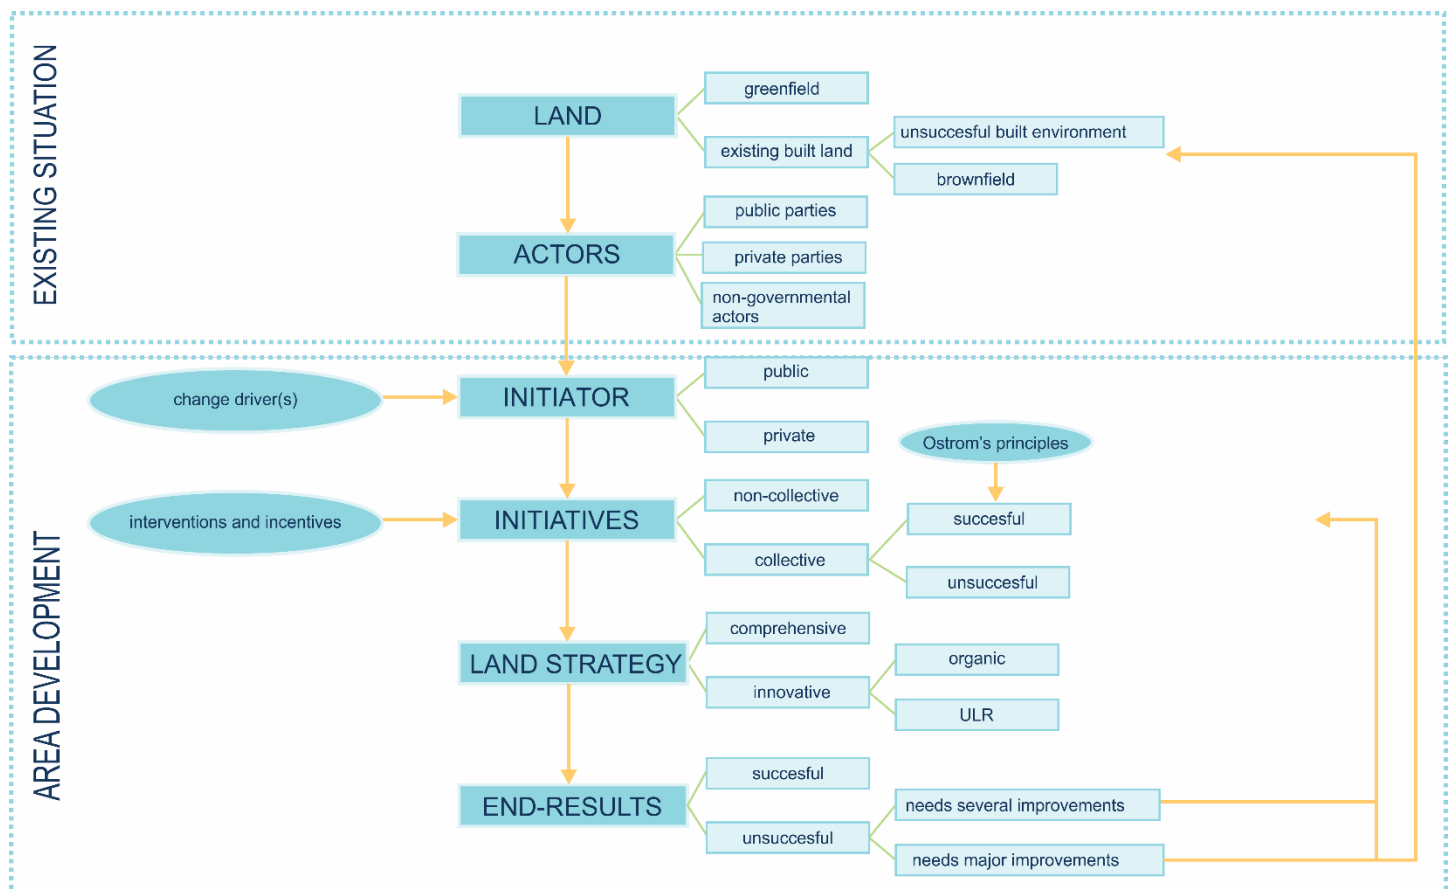 EXISTING SITUATION
LAND
greenfield
existing built land
unsuccesful built environment
brownfield
ACTORS
public parties
private parties
non-governmental
actors
AREA DEVELOPMENT
change driver(s)
INITIATOR
public
private
Ostrom's principles
interventions and incentives
INITIATIVES
non-collective
collective
succesful
unsuccesful
LAND STRATEGY
comprehensive
innovative
organic
ULR
END-RESULTS
succesful
unsuccesful
needs several improvements
needs major improvements